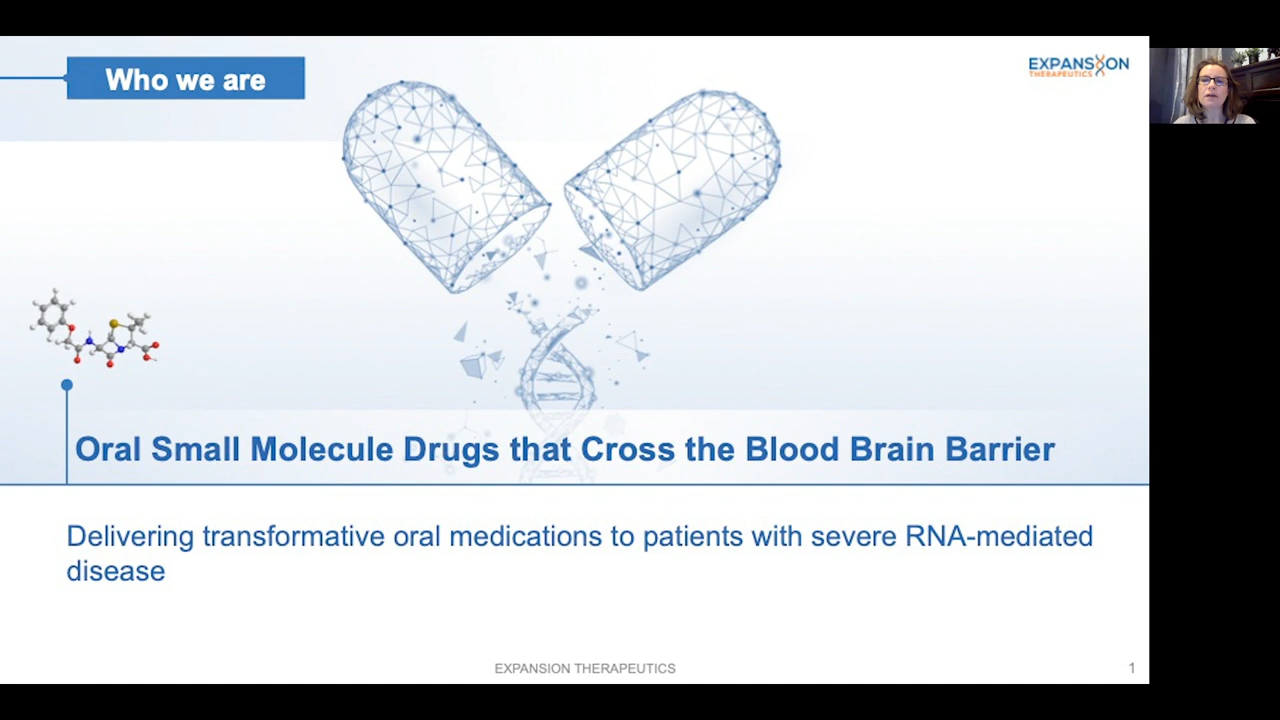 Who we are
EXPANSION
THERAPEUTICS
Oral Small Molecule Drugs that Cross the Blood Brain Barrier
Delivering transformative oral medications to patients with severe RNA-mediated
disease
EXPANSION THERAPEUTICS
1